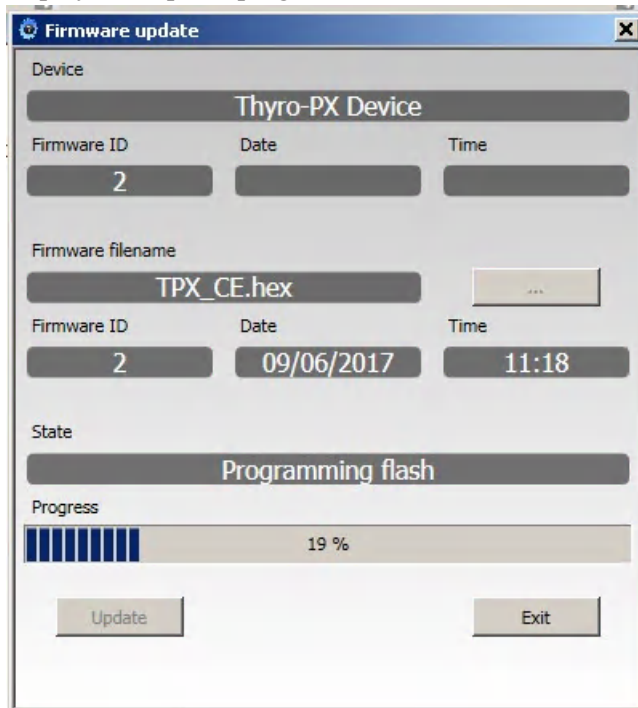 Firmware update
Device
Thyro-PX Device
Firmware ID Date Time
2
Firmware filename
TPX_CE.hex ...
Firmware ID Date Time
2 09/06/2017 11:18
State
Programming flash
Progress
19 %
Update Exit